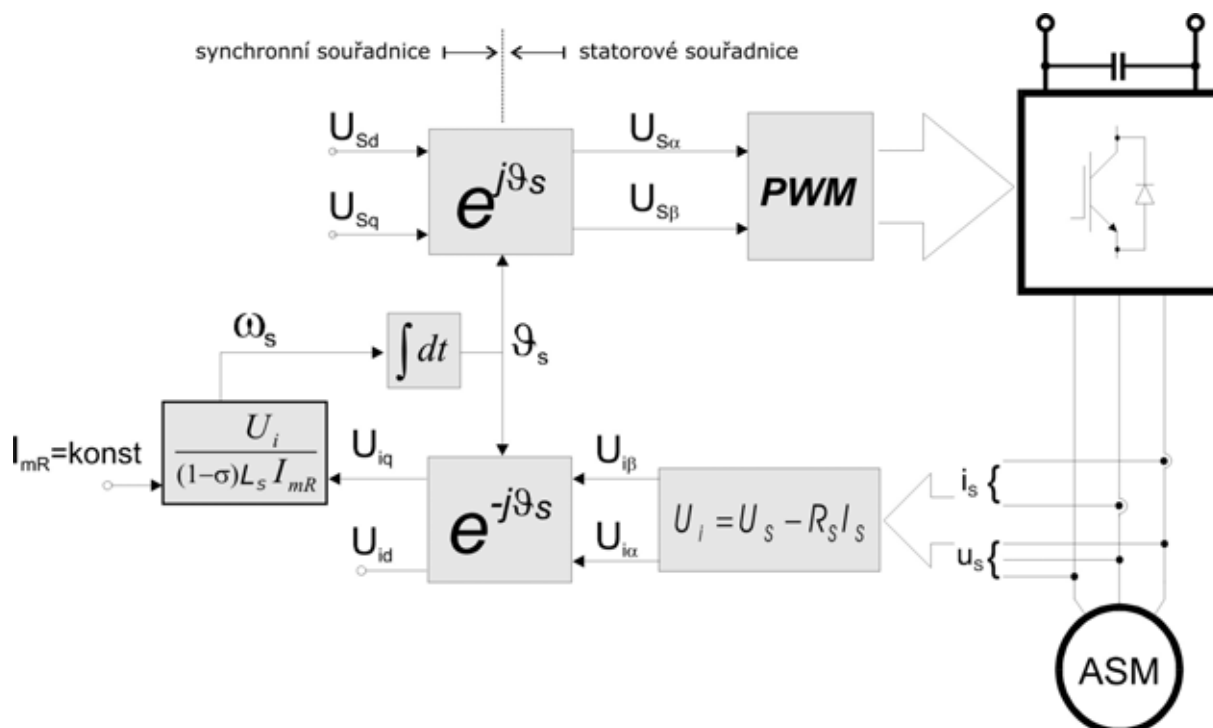 synchronní souřadnice
statorové souřadnice
U_Sd
U_Sq
e^jϑs
U_Sα
U_Sβ
PWM
ω_s
∫dt
ϑ_s
I_mR=konst
U_i
(1−σ)L_s I_mR
U_iq
U_id
e^-jϑs
U_iβ
U_iα
U_i = U_s − R_s I_s
i_s {
u_s {
ASM